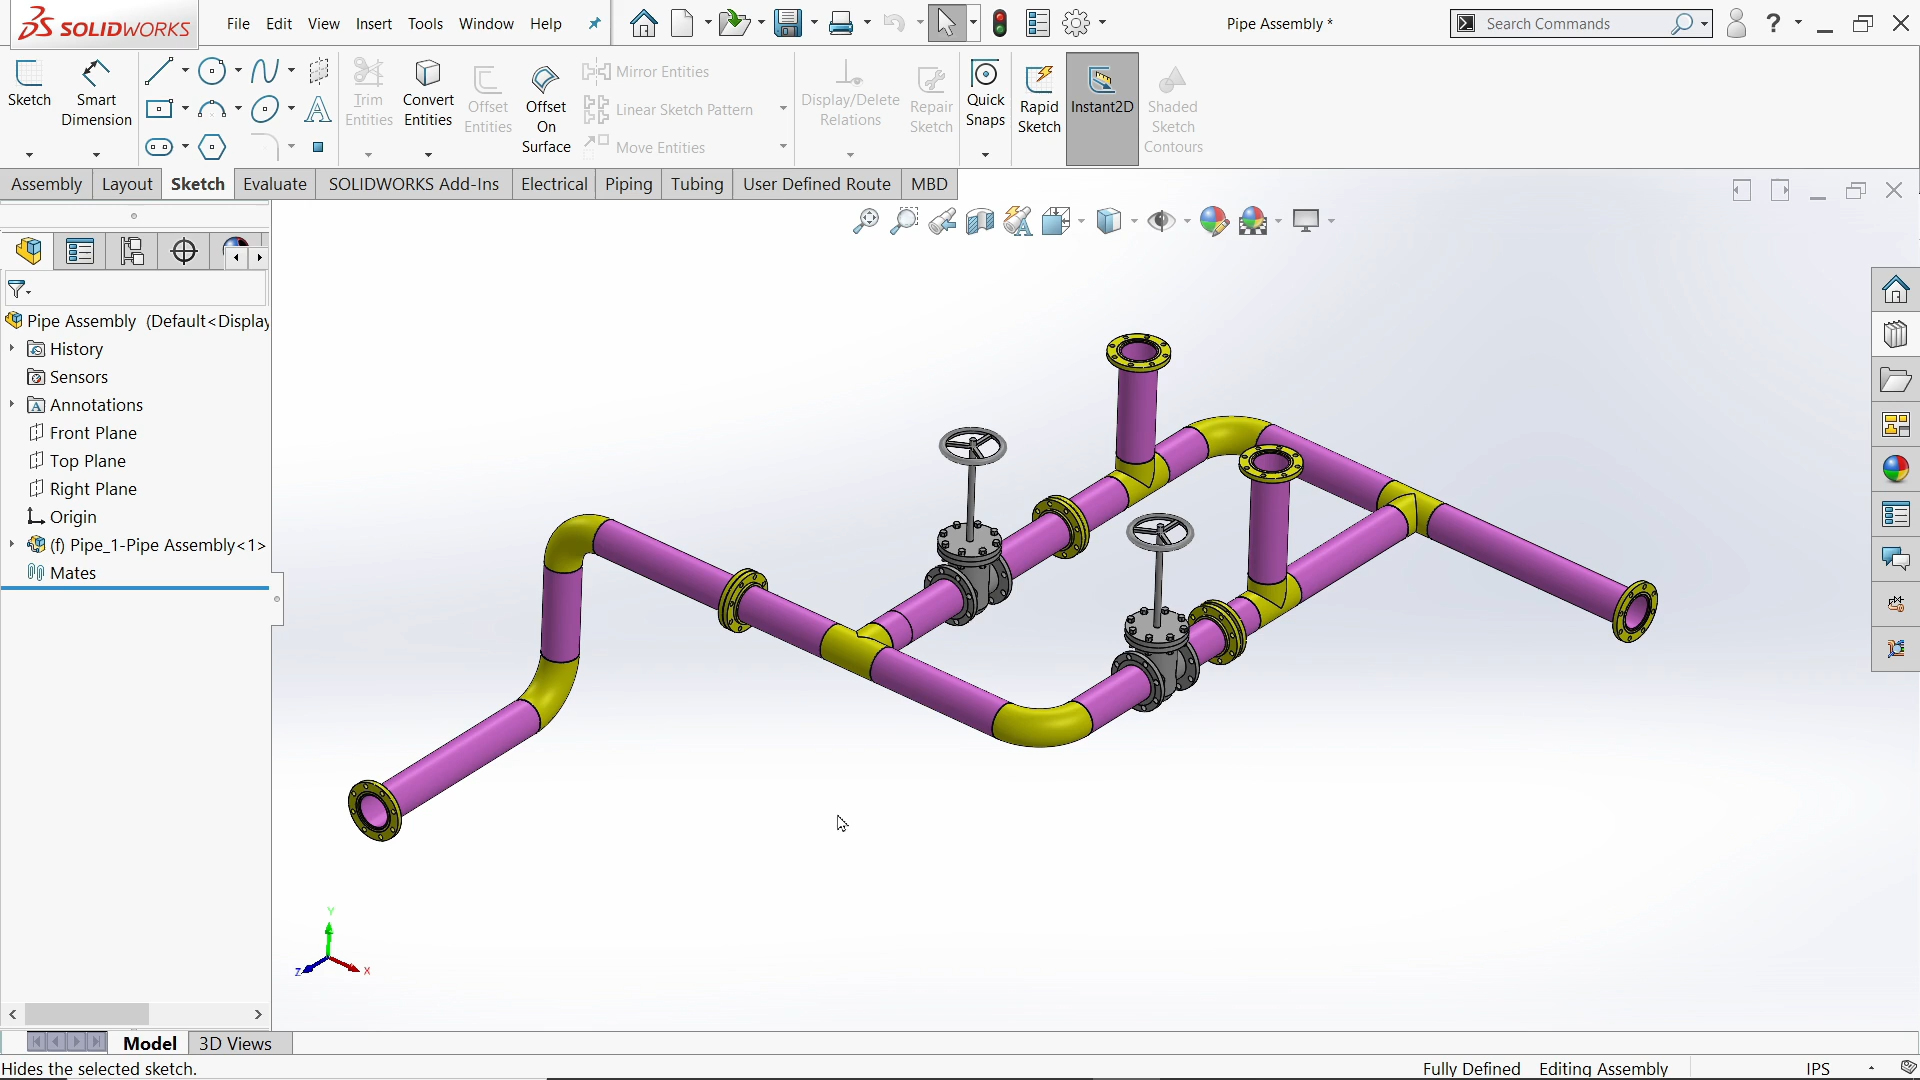 SOLIDWORKS File Edit View Insert Tools Window Help Pipe Assembly * Search Commands ?
Sketch
Smart Dimension
Trim Entities
Convert Entities
Offset Entities
Offset On Surface
Mirror Entities
Linear Sketch Pattern
Move Entities
Display/Delete Relations
Repair Sketch
Quick Snaps
Rapid Sketch
Instant2D
Shaded Sketch Contours
Assembly Layout Sketch Evaluate SOLIDWORKS Add-Ins Electrical Piping Tubing User Defined Route MBD
Pipe Assembly (Default<Display
History
Sensors
Annotations
Front Plane
Top Plane
Right Plane
Origin
(f) Pipe_1-Pipe Assembly<1>
Mates
Y
Z X
Model 3D Views
Hides the selected sketch. Fully Defined Editing Assembly IPS